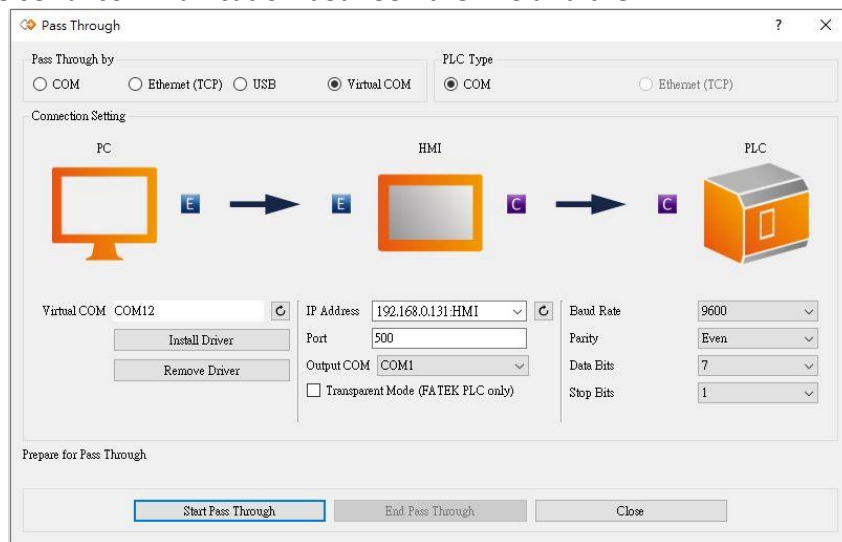 Pass Through
? X
Pass Through by
PLC Type
COM Ethernet (TCP) USB Virtual COM
COM Ethernet (TCP)
Connection Setting
PC HMI PLC
E E C C
Virtual COM COM12
Install Driver
Remove Driver
IP Address 192.168.0.131:HMI
Port 500
Output COM COM1
Transparent Mode (FATEK PLC only)
Baud Rate 9600
Parity Even
Data Bits 7
Stop Bits 1
Prepare for Pass Through
Start Pass Through End Pass Through Close